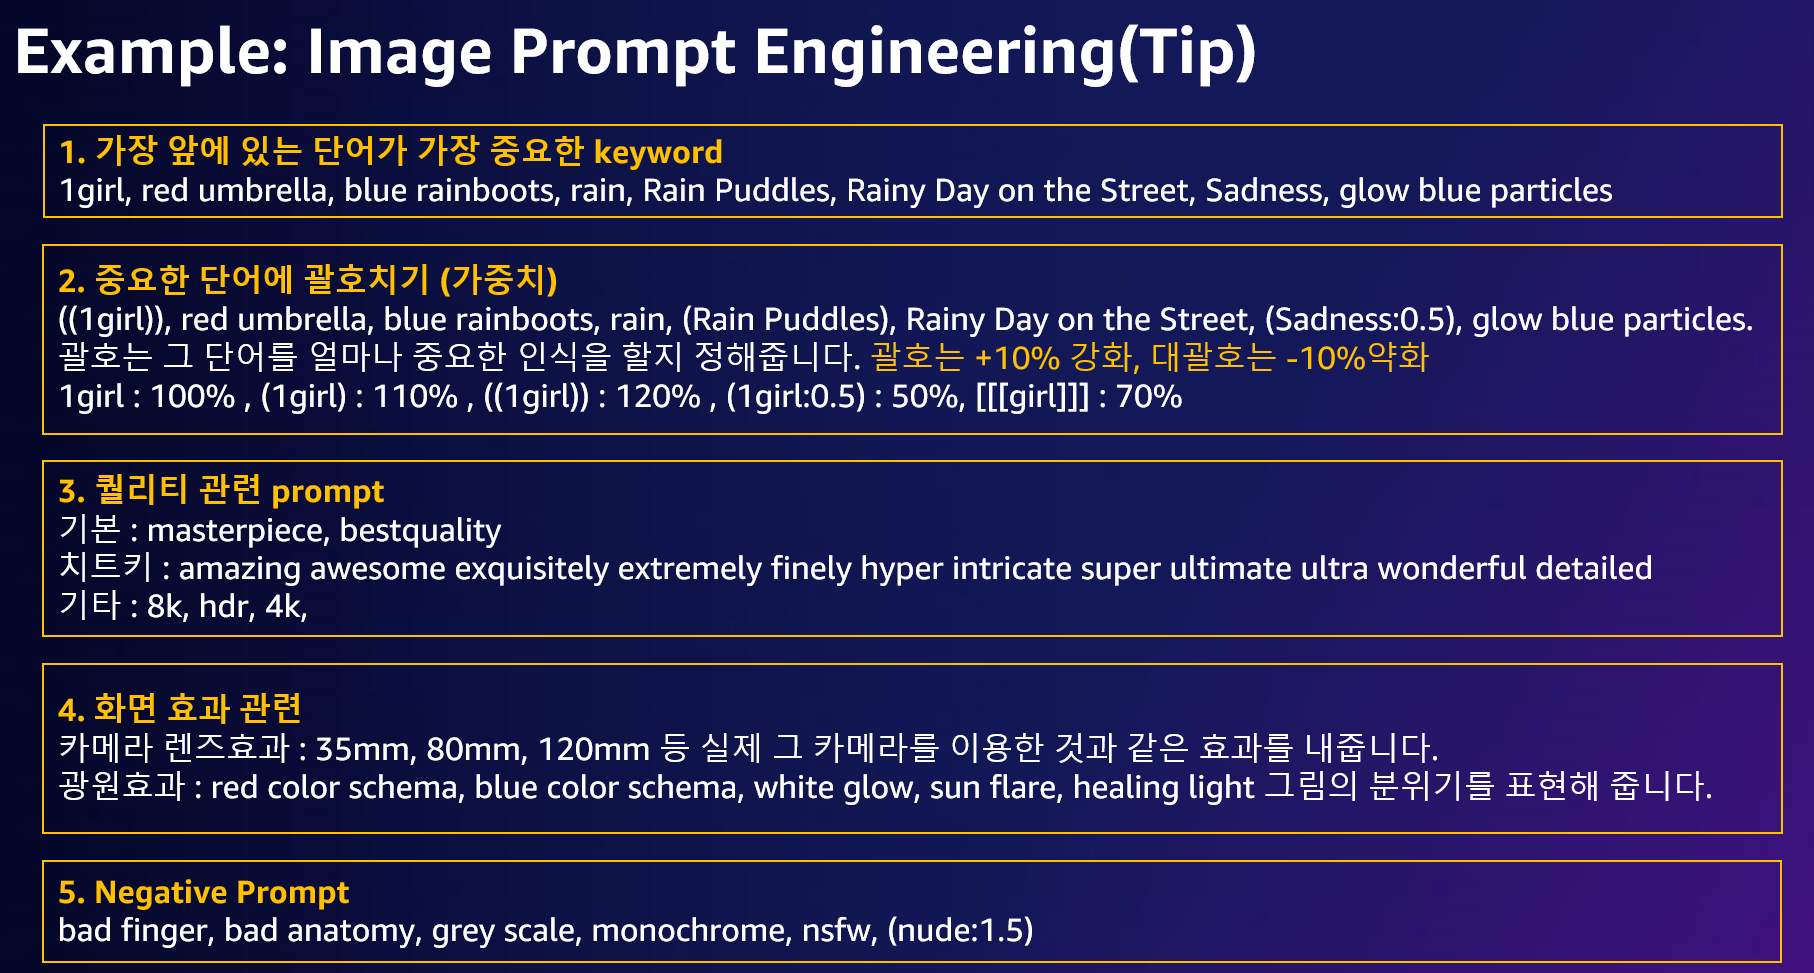 Example: Image Prompt Engineering(Tip)
1. 가장 앞에 있는 단어가 가장 중요한 keyword
1girl, red umbrella, blue rainboots, rain, Rain Puddles, Rainy Day on the Street, Sadness, glow blue particles
2. 중요한 단어에 괄호치기 (가중치)
((1girl)), red umbrella, blue rainboots, rain, (Rain Puddles), Rainy Day on the Street, (Sadness:0.5), glow blue particles.
괄호는 그 단어를 얼마나 중요한 인식을 할지 정해줍니다. 괄호는 +10% 강화, 대괄호는 -10%약화
1girl : 100% , (1girl) : 110% , ((1girl)) : 120% , (1girl:0.5) : 50%, [[[girl]]] : 70%
3. 퀄리티 관련 prompt
기본 : masterpiece, bestquality
치트키 : amazing awesome exquisitely extremely finely hyper intricate super ultimate ultra wonderful detailed
기타 : 8k, hdr, 4k,
4. 화면 효과 관련
카메라 렌즈효과 : 35mm, 80mm, 120mm 등 실제 그 카메라를 이용한 것과 같은 효과를 내줍니다.
광원효과 : red color schema, blue color schema, white glow, sun flare, healing light 그림의 분위기를 표현해 줍니다.
5. Negative Prompt
bad finger, bad anatomy, grey scale, monochrome, nsfw, (nude:1.5)